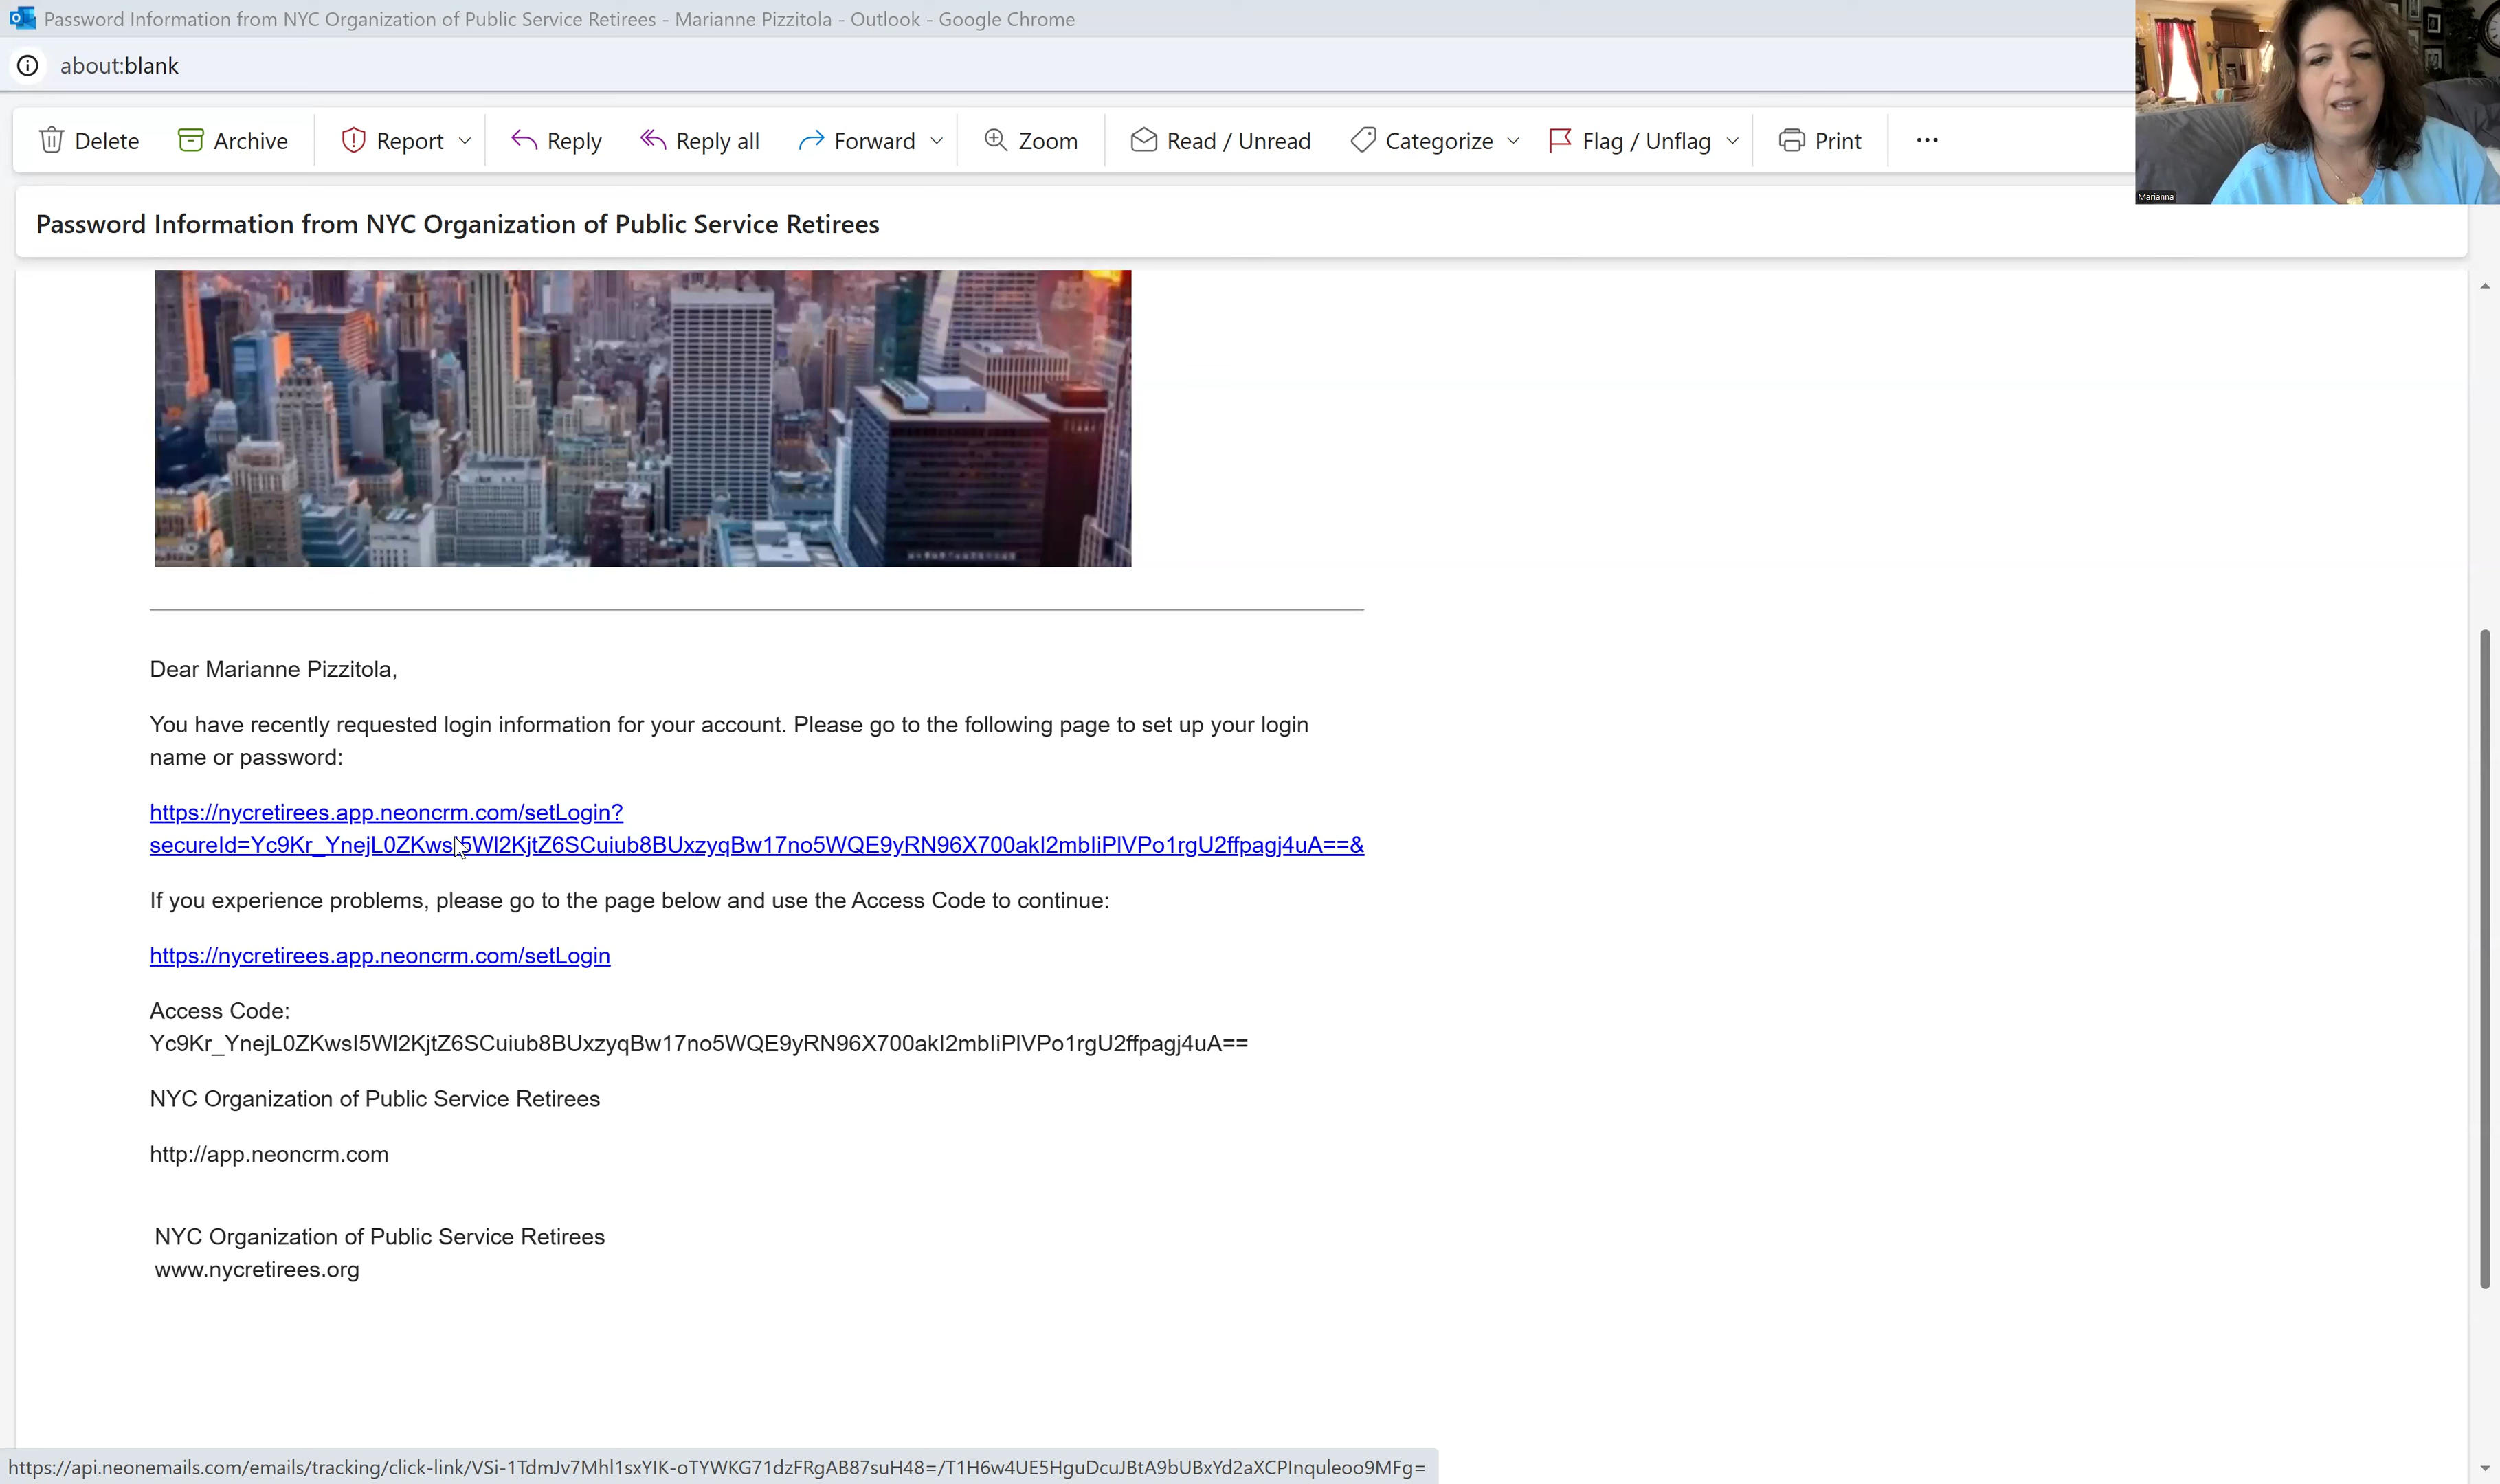 Password Information from NYC Organization of Public Service Retirees - Marianne Pizzitola - Outlook - Google Chrome
about:blank
Delete Archive Report Reply Reply all Forward Zoom Read / Unread Categorize Flag / Unflag Print ...
Marianna
Password Information from NYC Organization of Public Service Retirees
Dear Marianne Pizzitola,
You have recently requested login information for your account. Please go to the following page to set up your login
name or password:
https://nycretirees.app.neoncrm.com/setLogin?
secureId=Yc9Kr_YnejL0ZKwsI5Wl2KjtZ6SCuiub8BUxzyqBw17no5WQE9yRN96X700akI2mbIiPlVPo1rgU2ffpagj4uA==&
If you experience problems, please go to the page below and use the Access Code to continue:
https://nycretirees.app.neoncrm.com/setLogin
Access Code:
Yc9Kr_YnejL0ZKwsI5Wl2KjtZ6SCuiub8BUxzyqBw17no5WQE9yRN96X700akI2mbIiPlVPo1rgU2ffpagj4uA==
NYC Organization of Public Service Retirees
http://app.neoncrm.com
NYC Organization of Public Service Retirees
www.nycretirees.org
https://api.neonemails.com/emails/tracking/click-link/VSi-1TdmJv7Mhl1sxYIK-oTYWKG71dzFRgAB87suH48=/T1H6w4UE5HguDcuJBtA9bUBxYd2aXCPInquleoo9MFg=